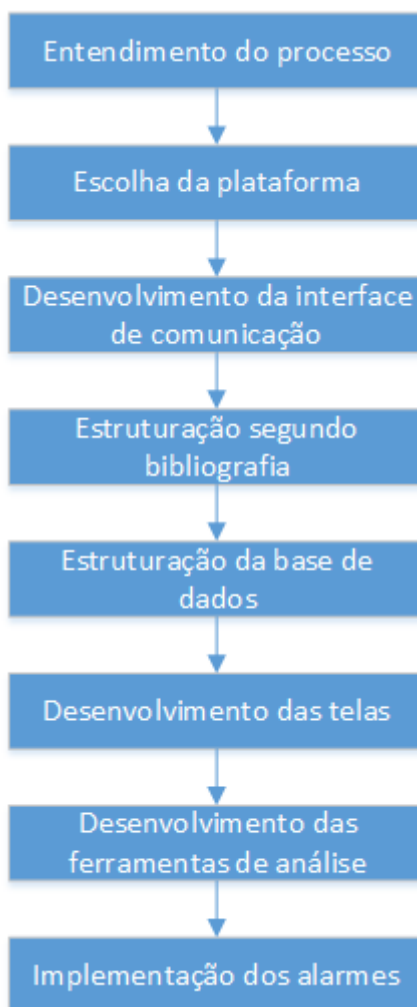 Entendimento do processo
Escolha da plataforma
Desenvolvimento da interface
de comunicação
Estruturação segundo
bibliografia
Estruturação da base de
dados
Desenvolvimento das telas
Desenvolvimento das
ferramentas de análise
Implementação dos alarmes